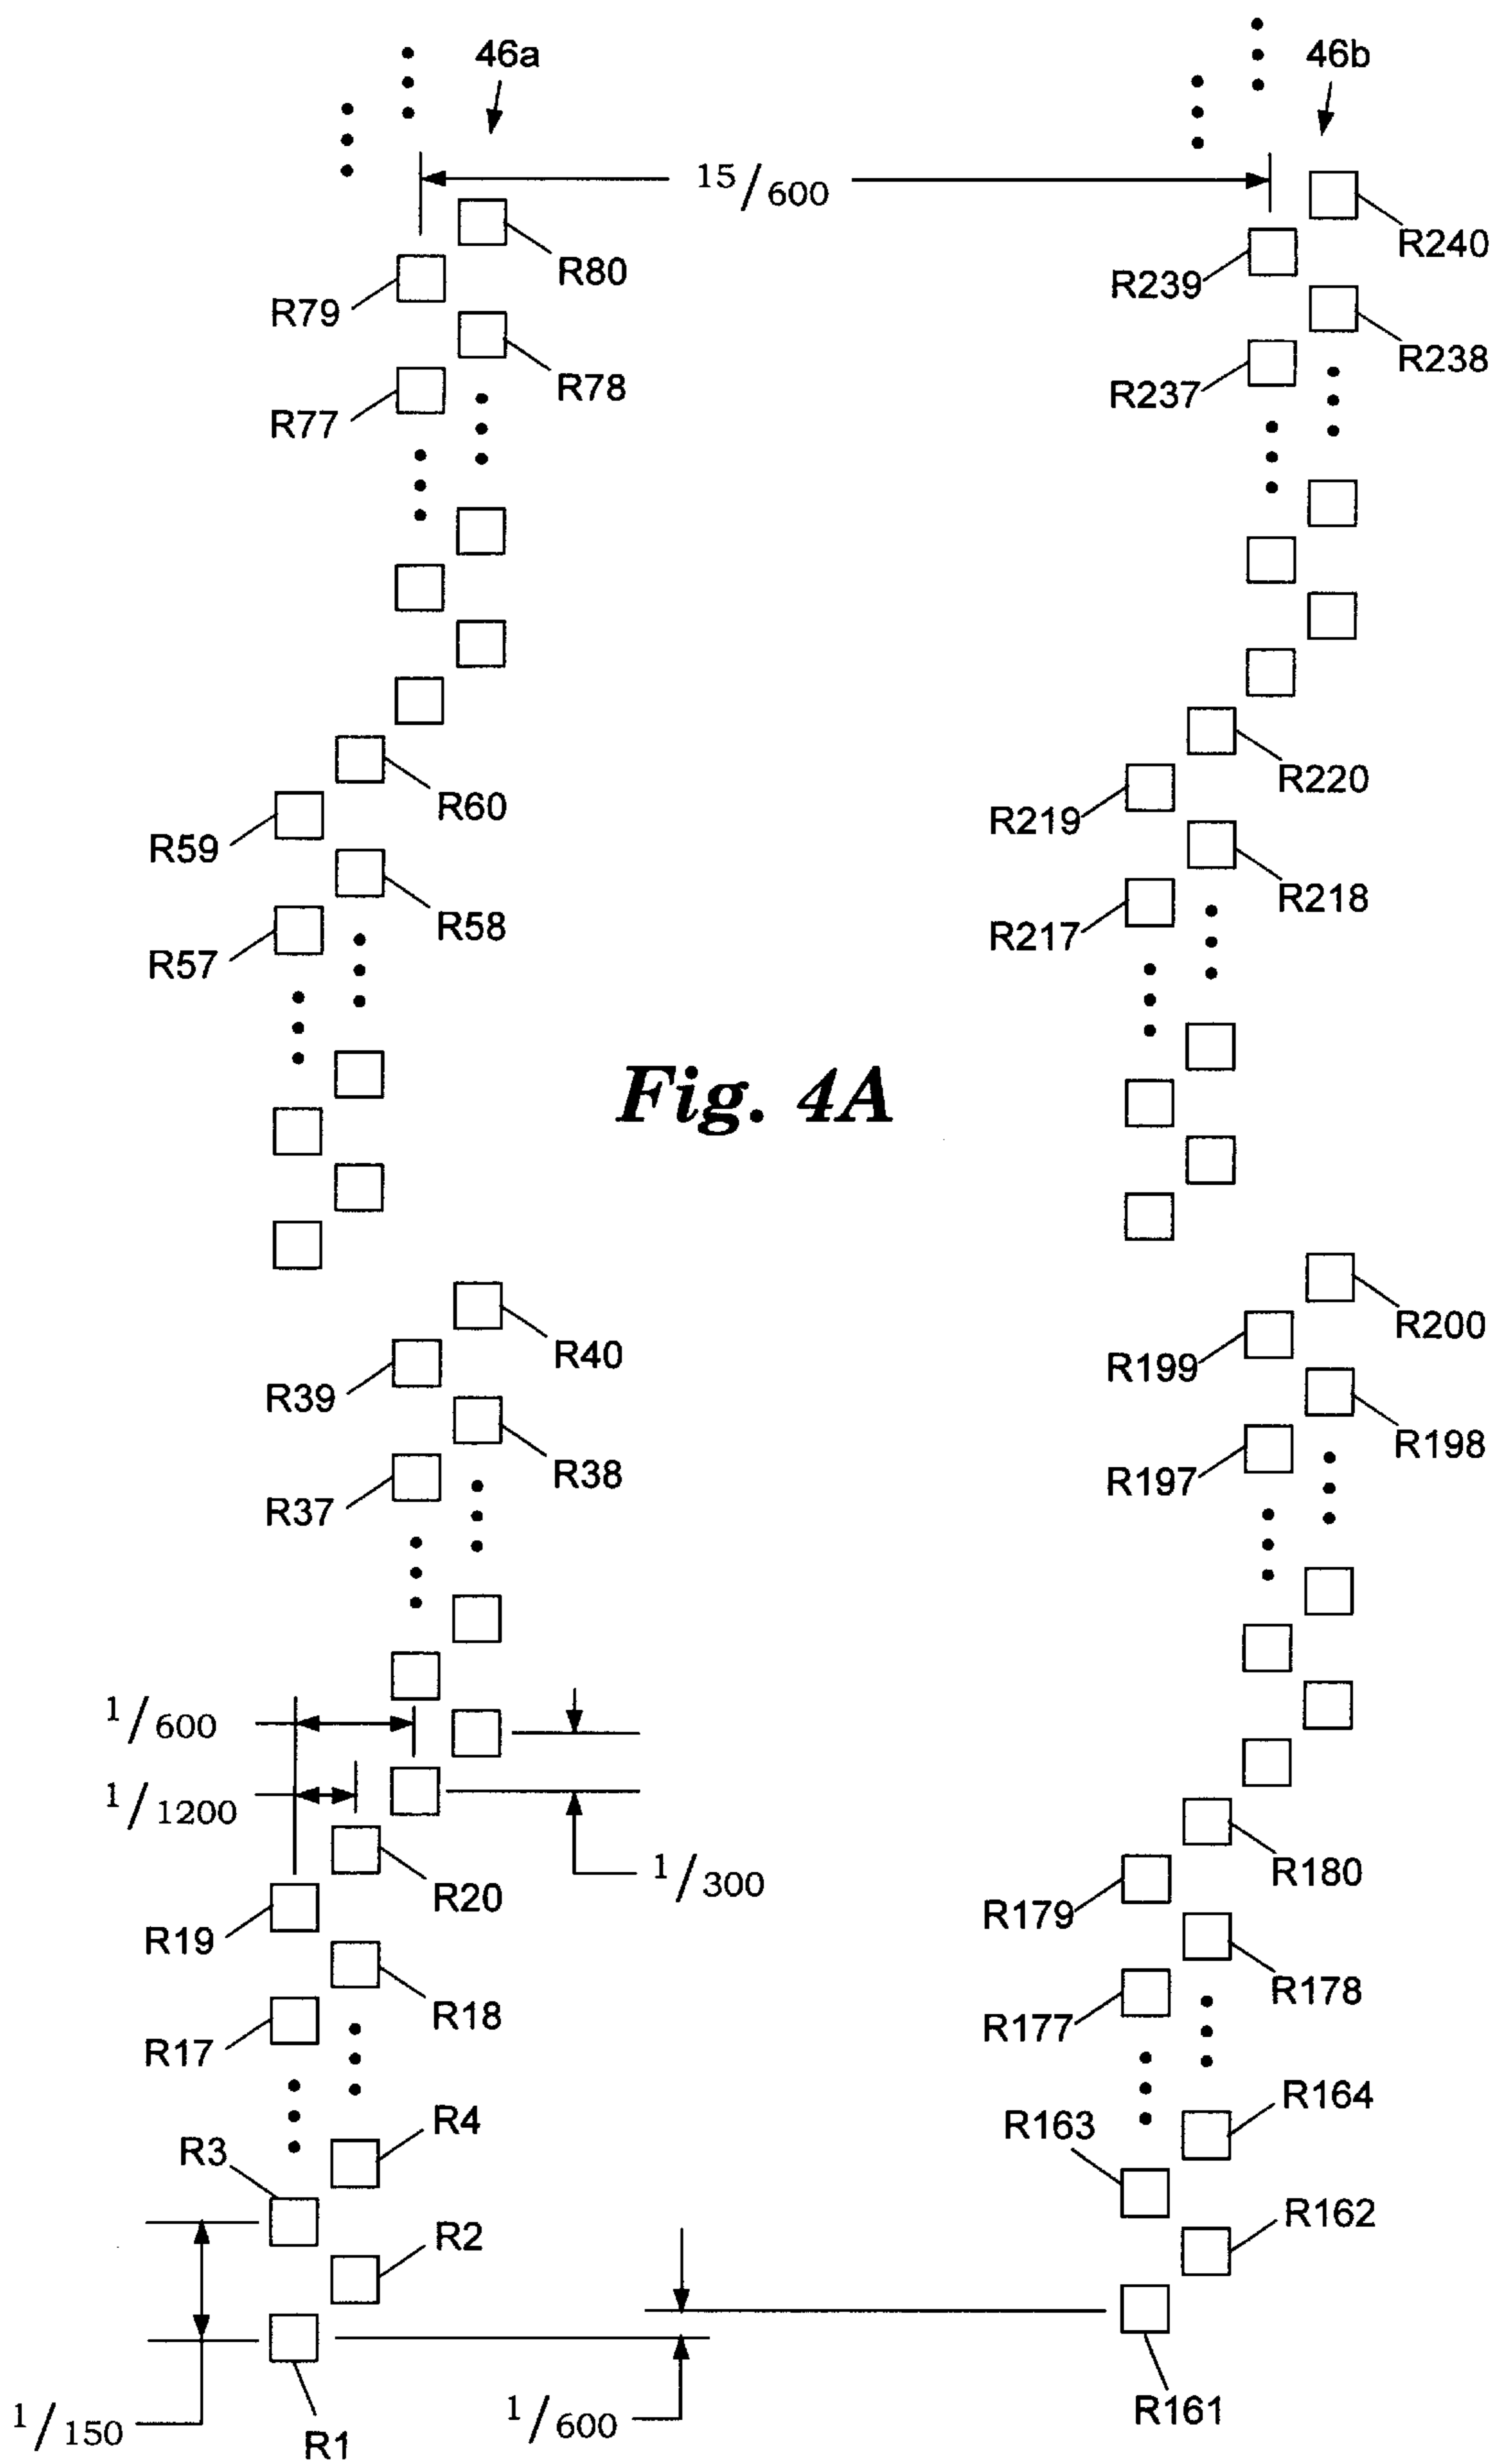 46a
46b
15/600
R80
R240
R79
R239
R78
R238
R77
R237
R60
R220
R59
R219
R58
R218
R57
R217
Fig. 4A
R40
R200
R39
R199
R38
R198
R37
R197
1/600
1/1200
R20
1/300
R180
R19
R179
R18
R178
R17
R177
R4
R164
R3
R163
R2
R162
R161
1/150
1/600
R1